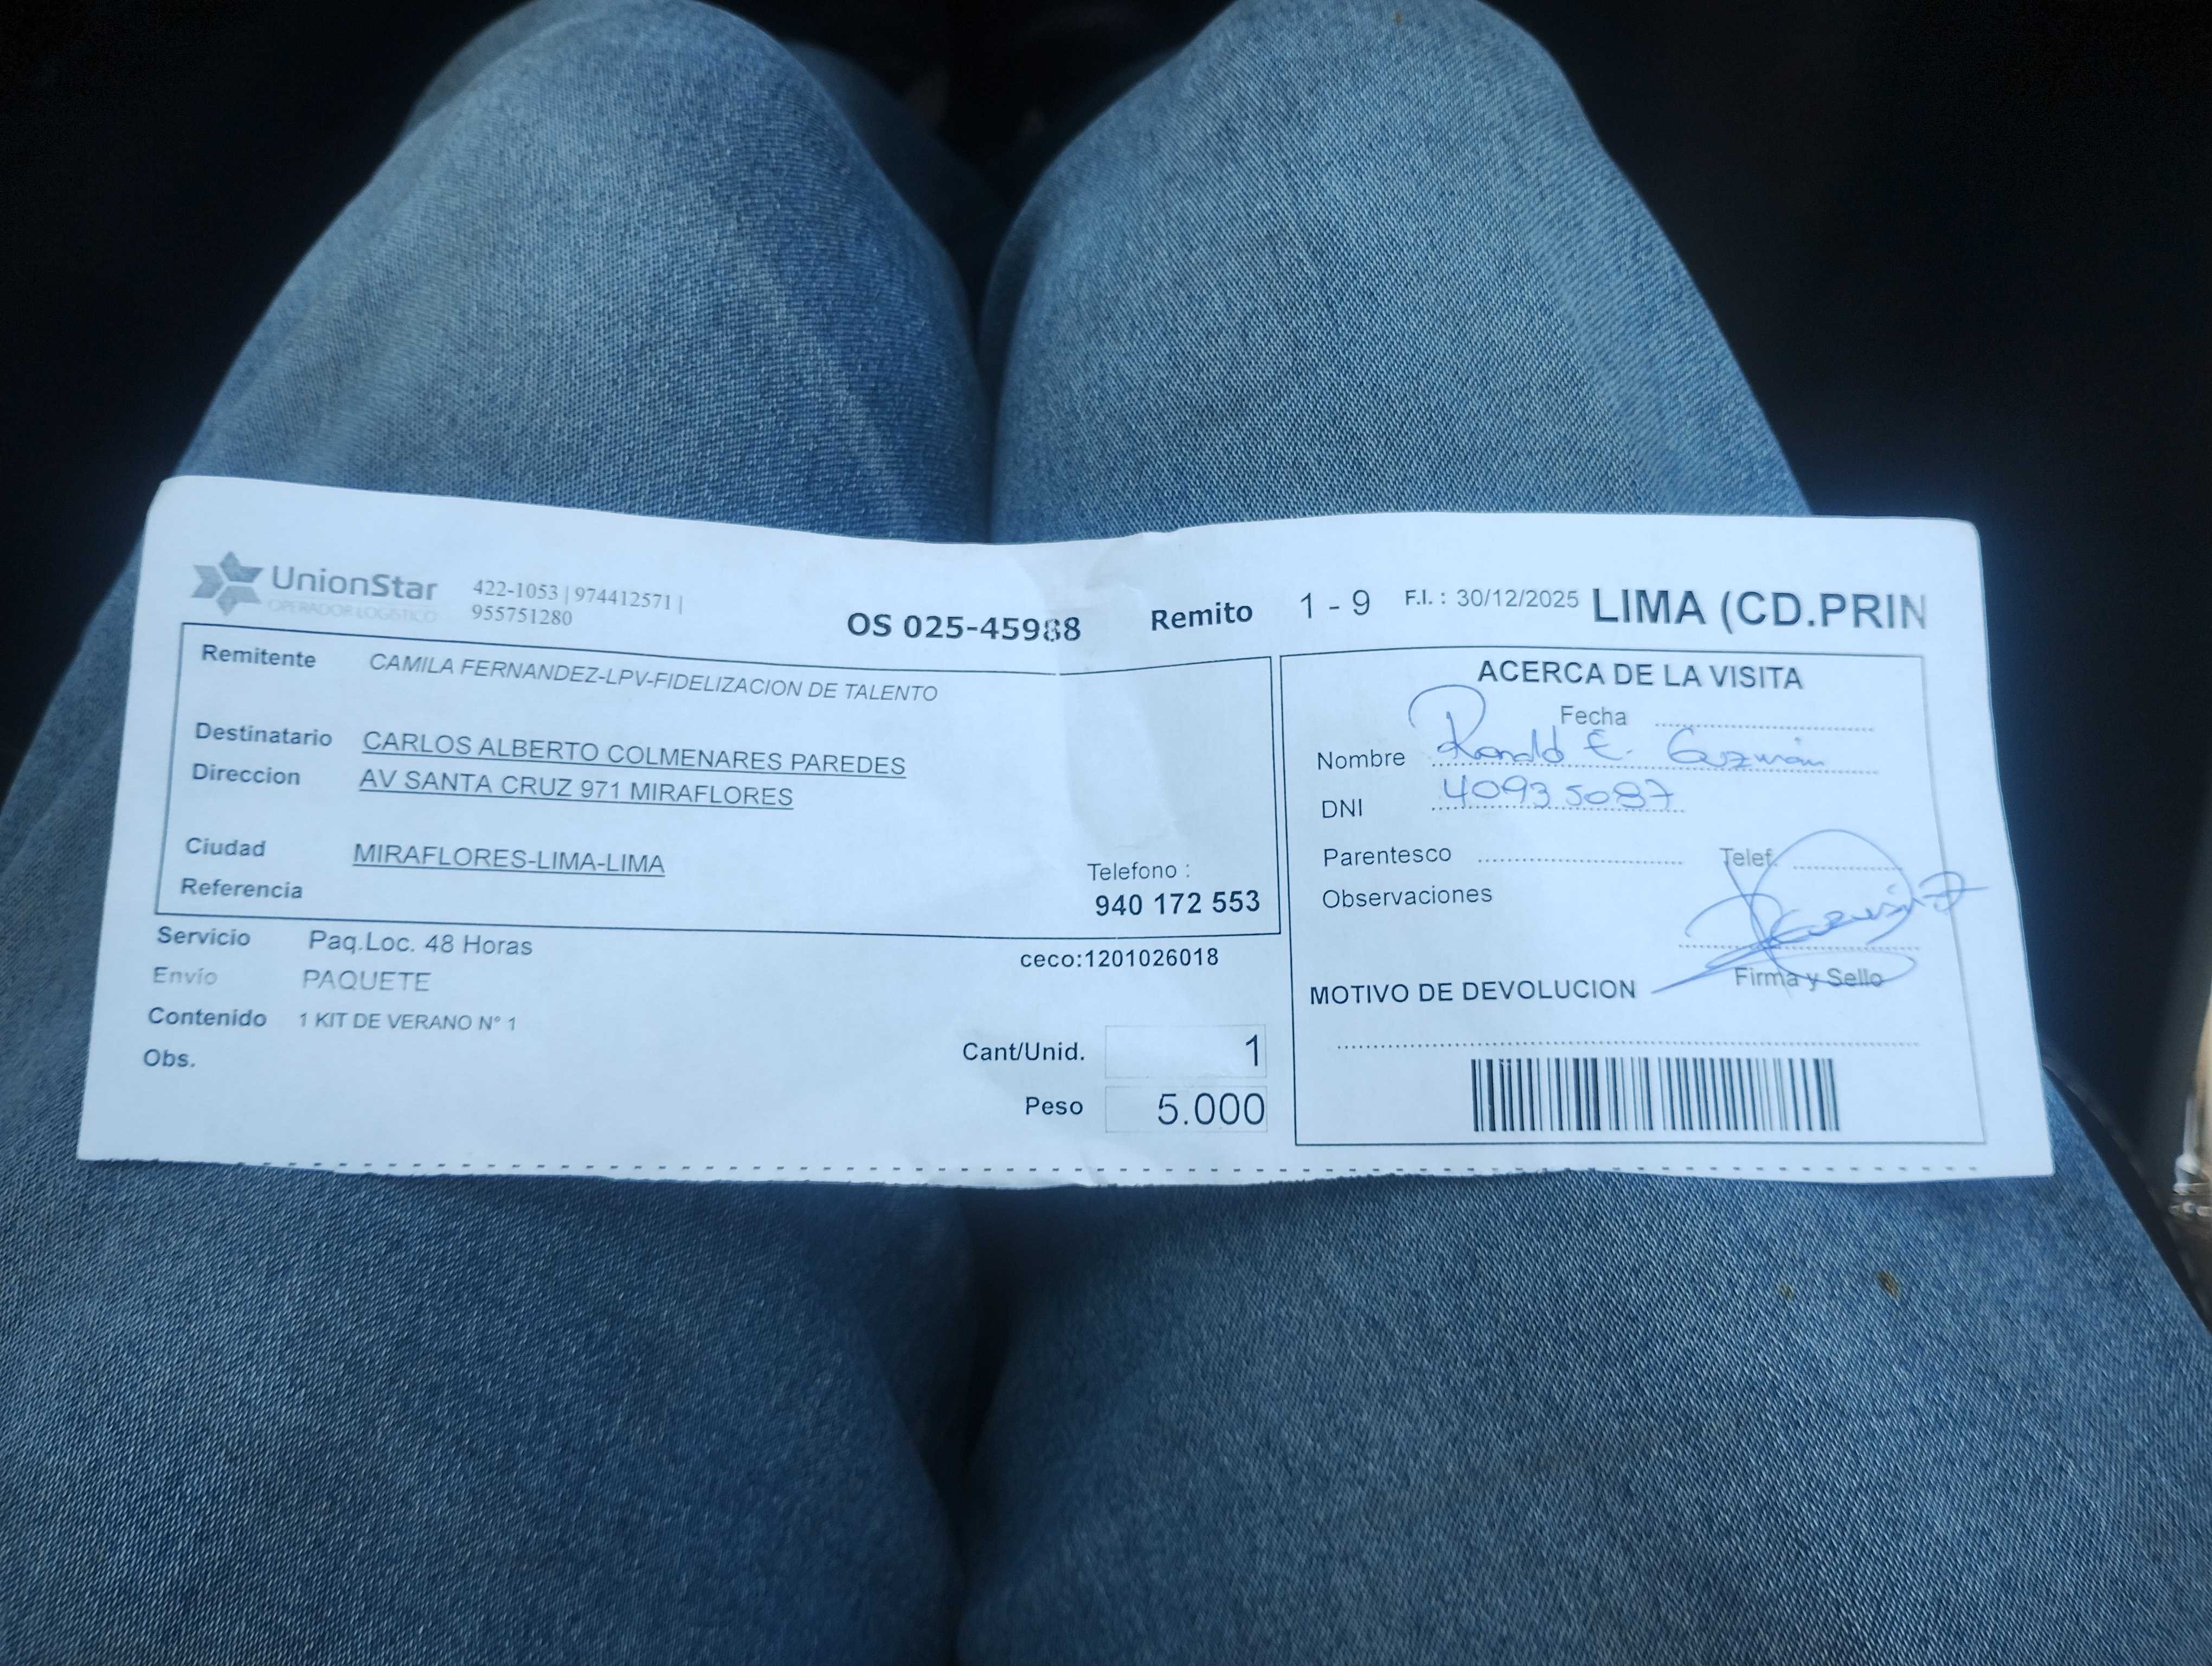 UnionStar
OPERADOR LOGISTICO
422-1053 | 974412571 |
955751280
OS 025-45988
Remito 1 - 9
F.I. : 30/12/2025
LIMA (CD.PRIN
Remitente CAMILA FERNANDEZ-LPV-FIDELIZACION DE TALENTO
Destinatario CARLOS ALBERTO COLMENARES PAREDES
Direccion AV SANTA CRUZ 971 MIRAFLORES
Ciudad MIRAFLORES-LIMA-LIMA
Referencia
Telefono :
940 172 553
Servicio Paq.Loc. 48 Horas
ceco:1201026018
Envío PAQUETE
Contenido 1 KIT DE VERANO N° 1
Obs.
Cant/Unid. 1
Peso 5.000
ACERCA DE LA VISITA
Fecha
Nombre Ronald E. Guzmán
DNI 40935087
Parentesco Telef.
Observaciones
Firma y Sello
MOTIVO DE DEVOLUCION